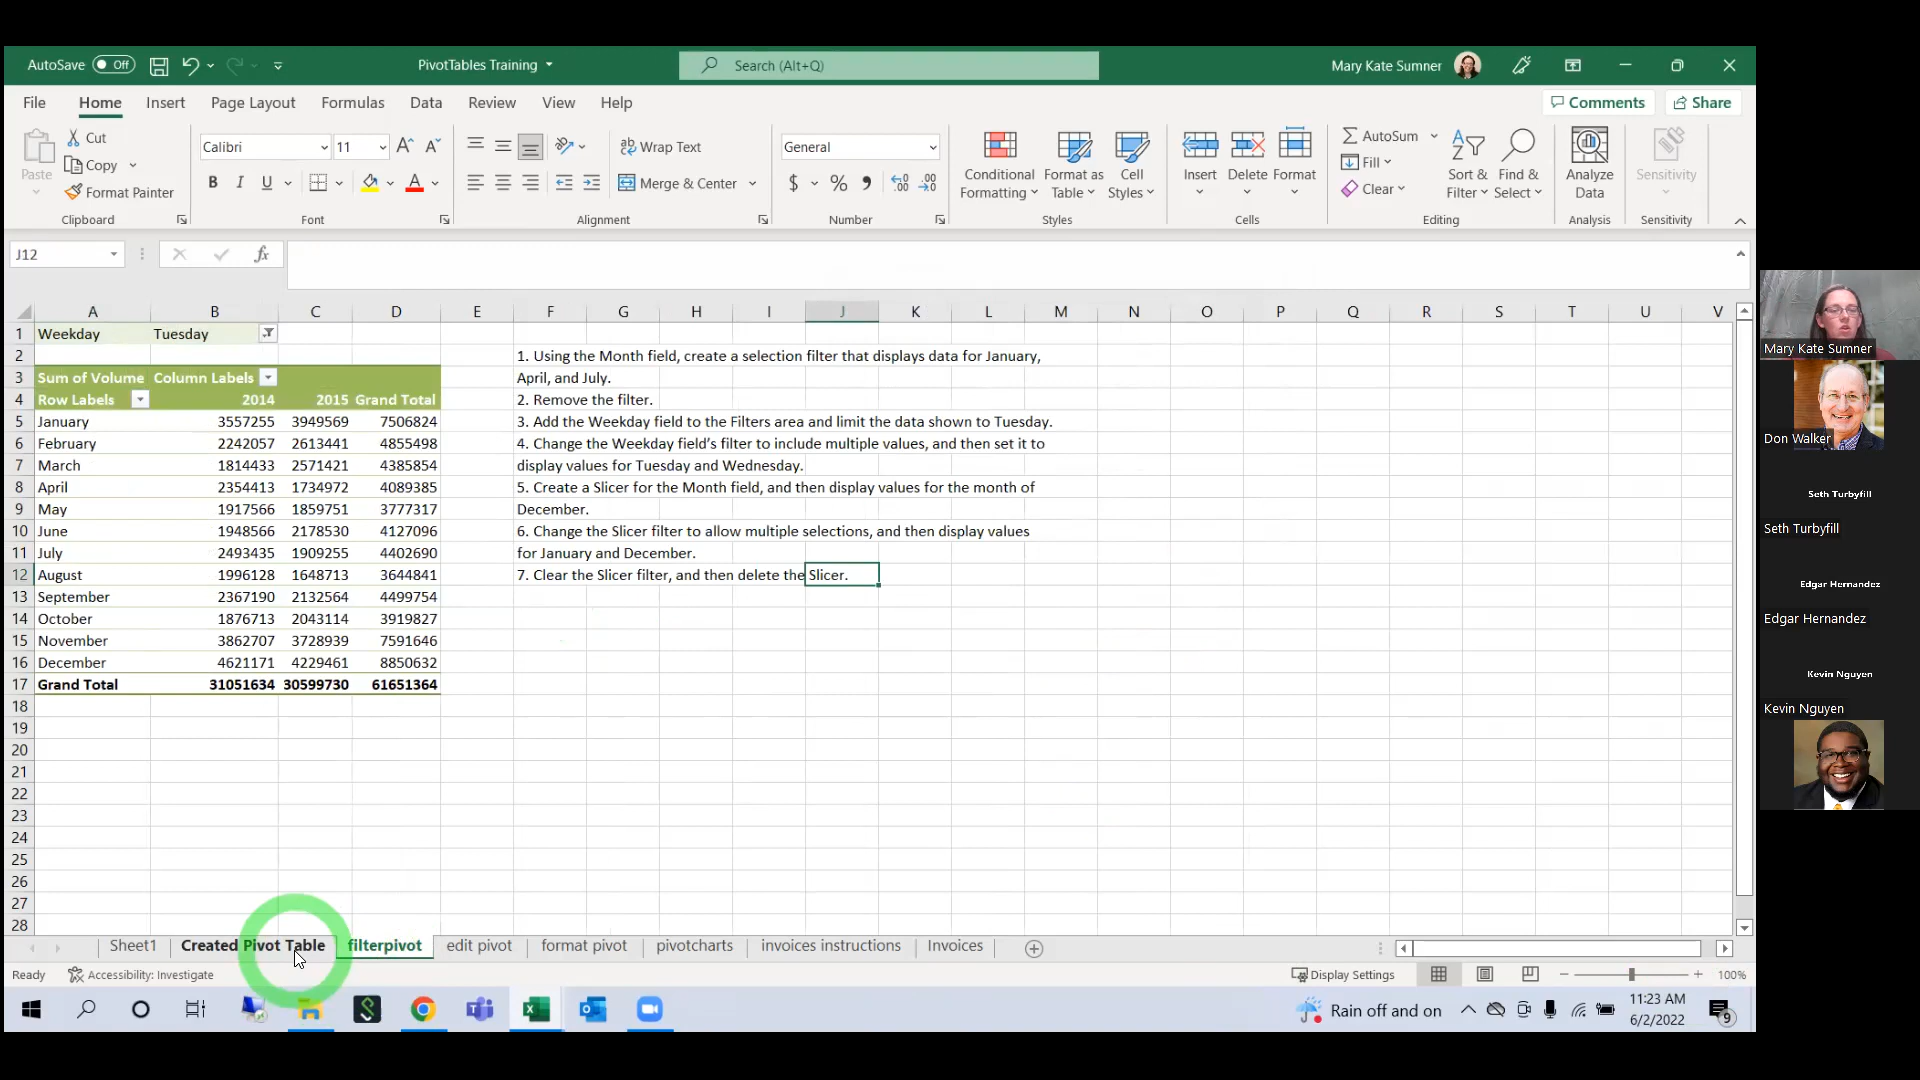 AutoSave Off PivotTables Training Search (Alt+Q) Mary Kate Sumner
File Home Insert Page Layout Formulas Data Review View Help Comments Share
Paste Cut Copy Format Painter Clipboard
Calibri 11 B I U A Font
Wrap Text Merge & Center Alignment
General $ % Number
Conditional Formatting Format as Table Cell Styles Styles
Insert Delete Format Cells
AutoSum Fill Clear Sort & Filter Find & Select Editing
Analyze Data Analysis
Sensitivity Sensitivity
J12 fx
A B C D E F G H I J K L M N O P Q R S T U V
1 Weekday Tuesday
2 1. Using the Month field, create a selection filter that displays data for January,
3 Sum of Volume Column Labels April, and July.
4 Row Labels 2014 2015 Grand Total 2. Remove the filter.
5 January 3557255 3949569 7506824 3. Add the Weekday field to the Filters area and limit the data shown to Tuesday.
6 February 2242057 2613441 4855498 4. Change the Weekday field's filter to include multiple values, and then set it to
7 March 1814433 2571421 4385854 display values for Tuesday and Wednesday.
8 April 2354413 1734972 4089385 5. Create a Slicer for the Month field, and then display values for the month of
9 May 1917566 1859751 3777317 December.
10 June 1948566 2178530 4127096 6. Change the Slicer filter to allow multiple selections, and then display values
11 July 2493435 1909255 4402690 for January and December.
12 August 1996128 1648713 3644841 7. Clear the Slicer filter, and then delete the Slicer.
13 September 2367190 2132564 4499754
14 October 1876713 2043114 3919827
15 November 3862707 3728939 7591646
16 December 4621171 4229461 8850632
17 Grand Total 31051634 30599730 61651364
18
19
20
21
22
23
24
25
26
27
28
Sheet1 Created Pivot Table filterpivot edit pivot format pivot pivotcharts invoices instructions Invoices
Ready Accessibility: Investigate Display Settings 100%
Rain off and on 11:23 AM
6/2/2022 9
Mary Kate Sumner
Don Walker
Seth Turbyfill
Seth Turbyfill
Edgar Hernandez
Edgar Hernandez
Kevin Nguyen
Kevin Nguyen